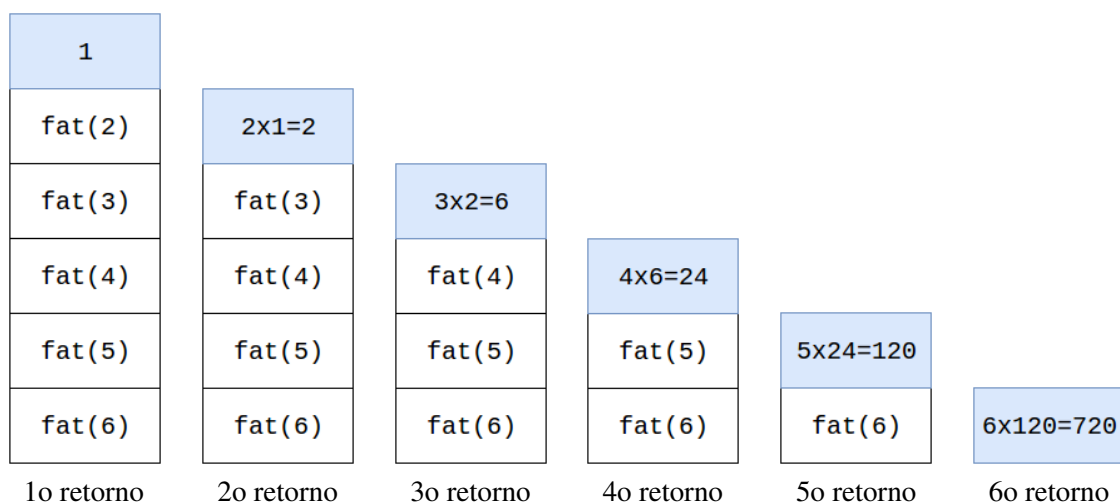 1
fat(2)
fat(3)
fat(4)
fat(5)
fat(6)
1o retorno
2x1=2
fat(3)
fat(4)
fat(5)
fat(6)
2o retorno
3x2=6
fat(4)
fat(5)
fat(6)
3o retorno
4x6=24
fat(5)
fat(6)
4o retorno
5x24=120
fat(6)
5o retorno
6x120=720
6o retorno